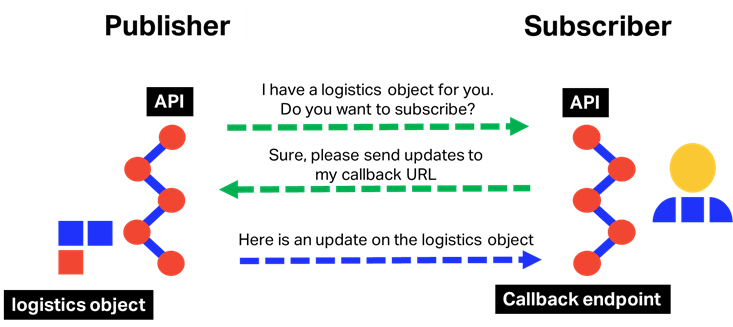 Publisher
Subscriber
API
I have a logistics object for you.
Do you want to subscribe?
API
Sure, please send updates to
my callback URL
Here is an update on the logistics object
logistics object
Callback endpoint